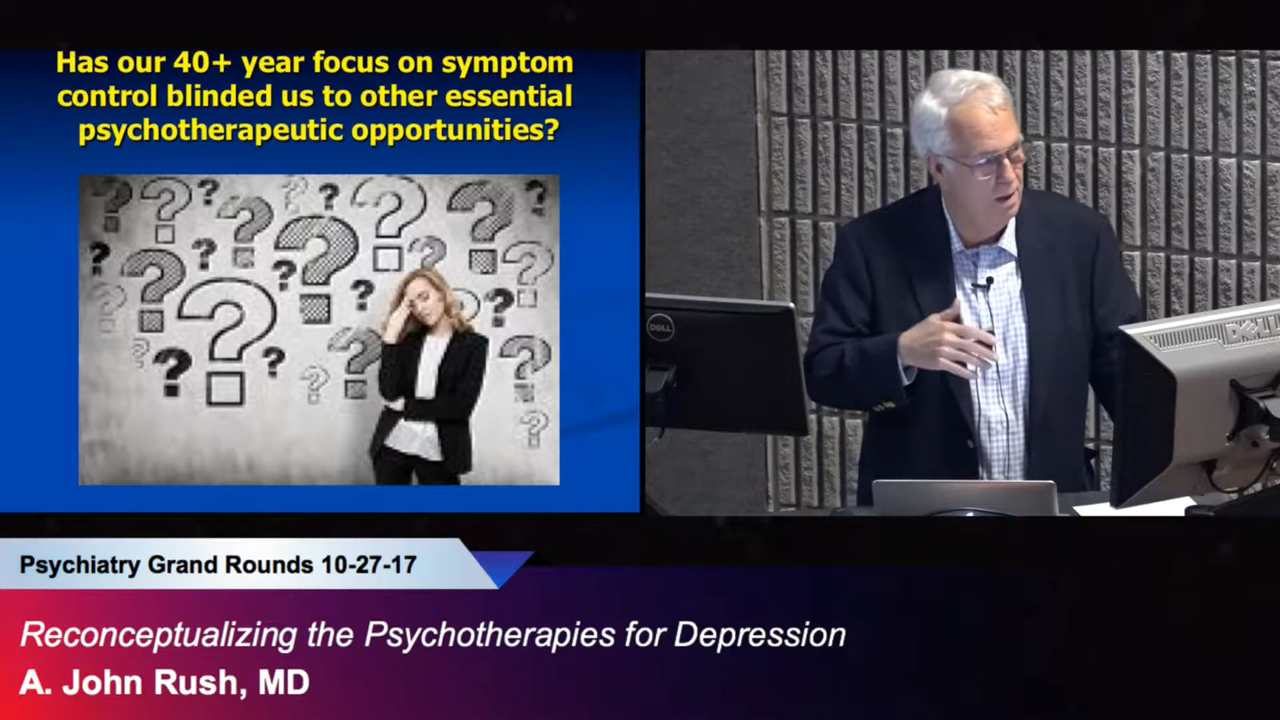 Has our 40+ year focus on symptom
control blinded us to other essential
psychotherapeutic opportunities?
DELL
DELL
Psychiatry Grand Rounds 10-27-17
Reconceptualizing the Psychotherapies for Depression
A. John Rush, MD